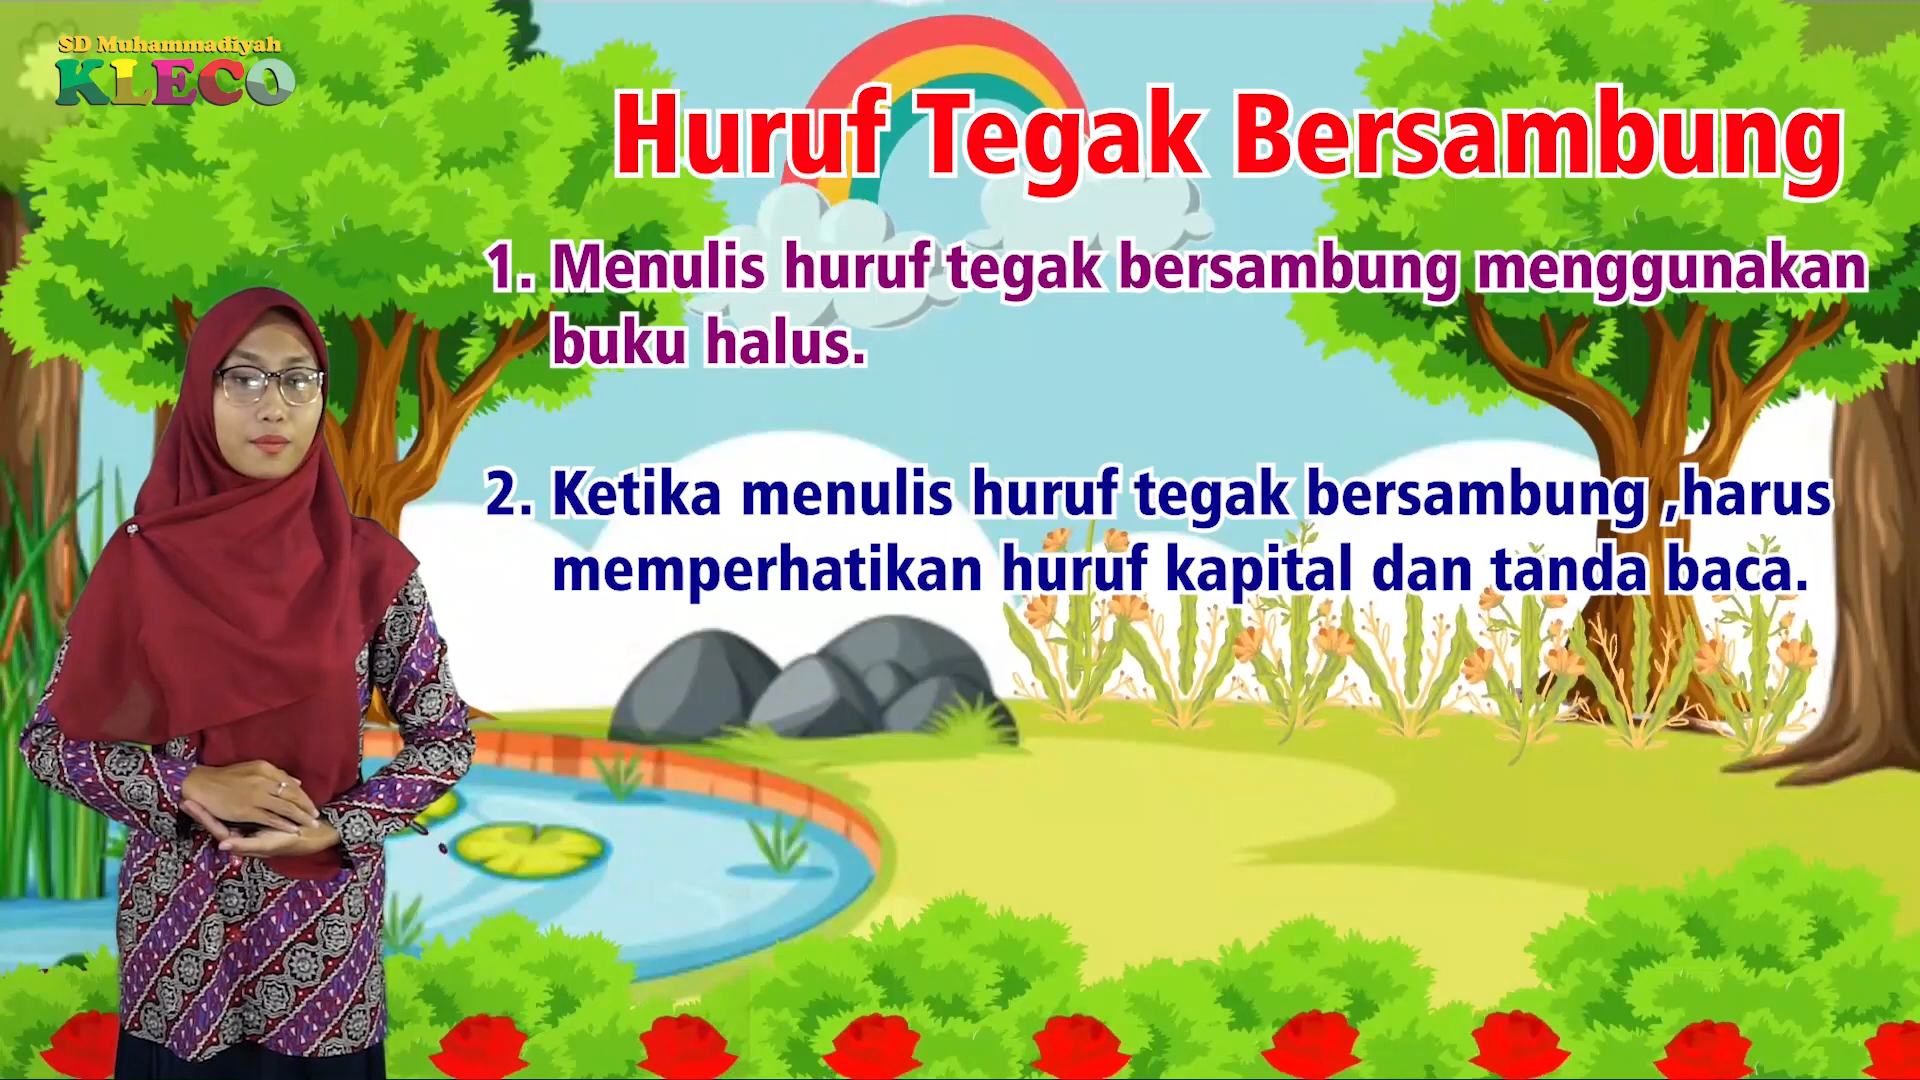 SD Muhammadiyah
KLECO
Huruf Tegak Bersambung
1. Menulis huruf tegak bersambung menggunakan
buku halus.
2. Ketika menulis huruf tegak bersambung ,harus
memperhatikan huruf kapital dan tanda baca.